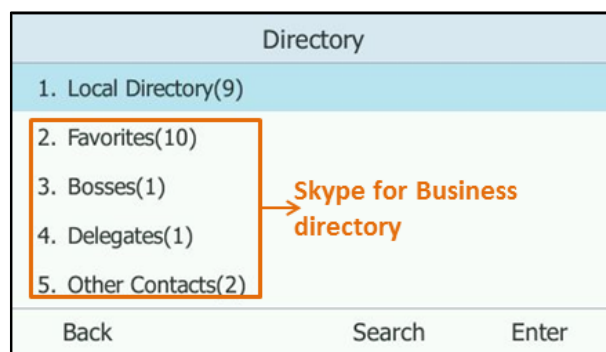 Directory
1. Local Directory(9)
2. Favorites(10)
3. Bosses(1)
4. Delegates(1)
5. Other Contacts(2)
Skype for Business
directory
Back Search Enter